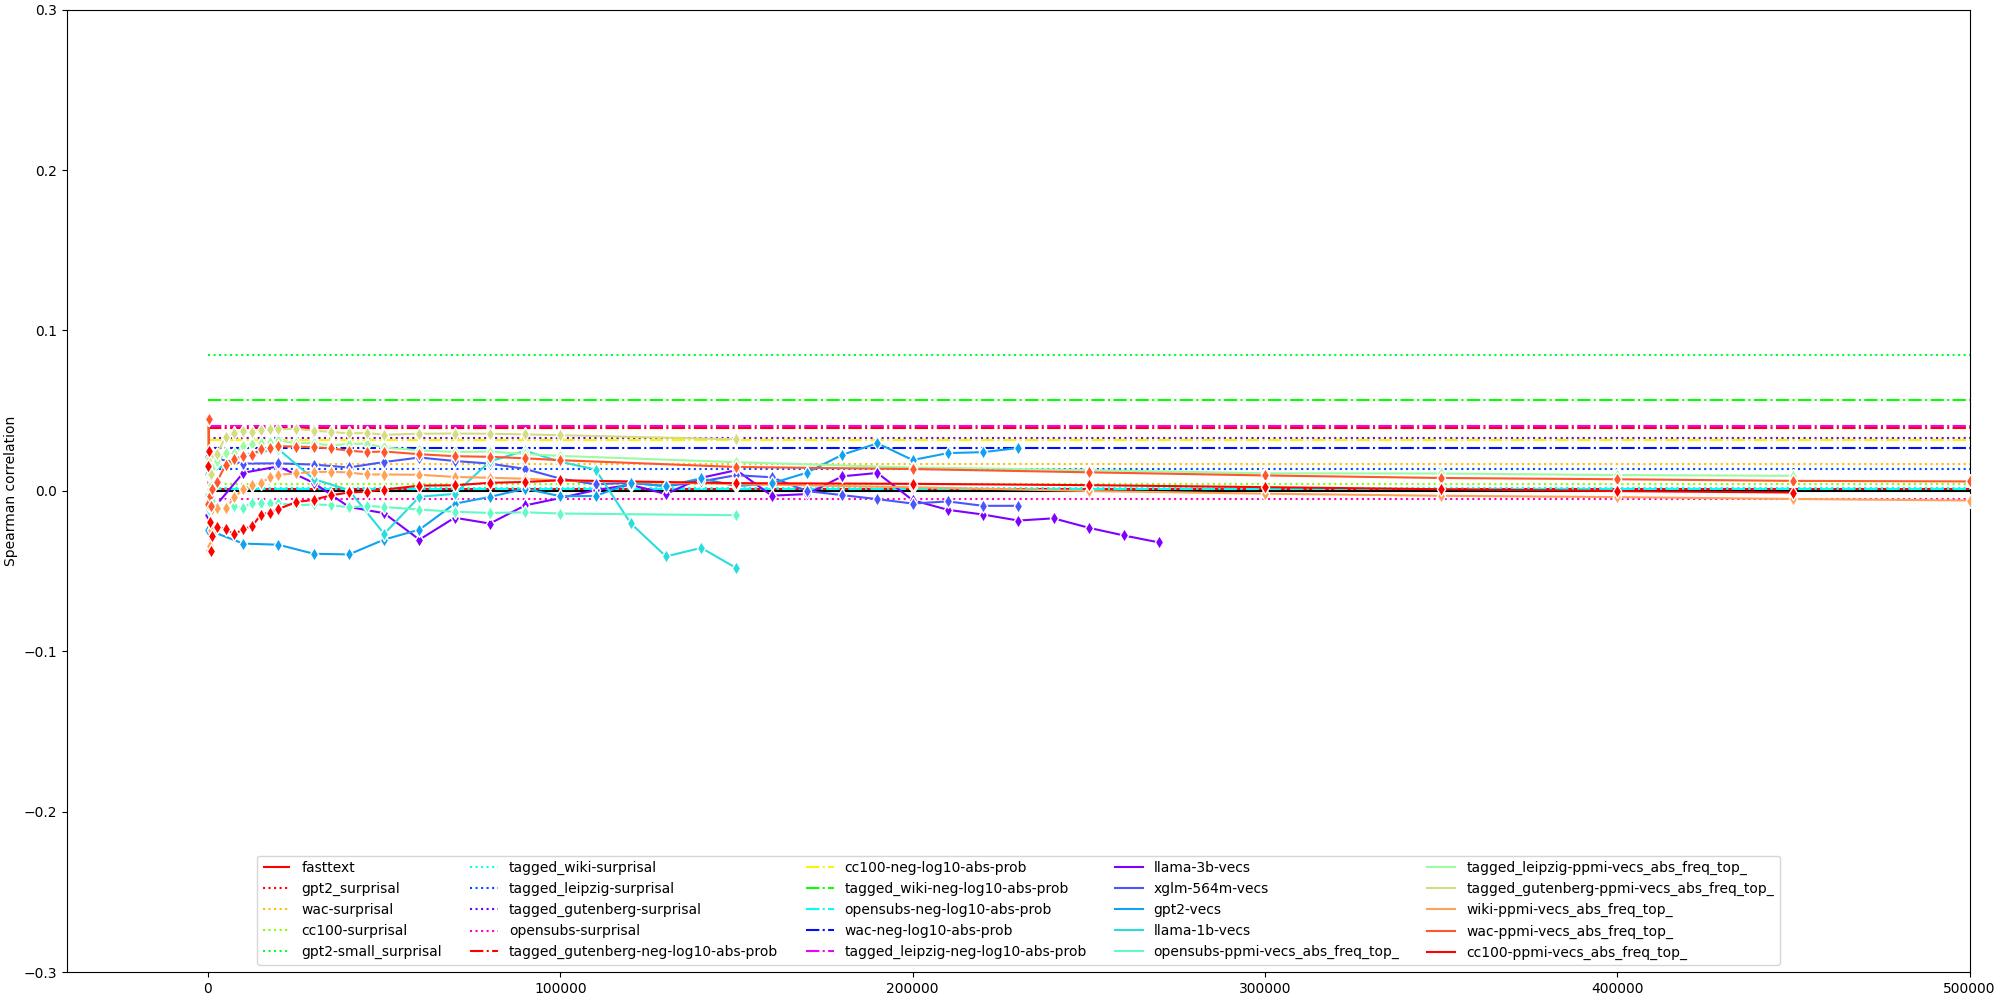 0.3
0.2
0.1
0.0
−0.1
−0.2
−0.3
Spearman correlation
fasttext
gpt2_surprisal
wac-surprisal
cc100-surprisal
gpt2-small_surprisal
tagged_wiki-surprisal
tagged_leipzig-surprisal
tagged_gutenberg-surprisal
opensubs-surprisal
tagged_gutenberg-neg-log10-abs-prob
cc100-neg-log10-abs-prob
tagged_wiki-neg-log10-abs-prob
opensubs-neg-log10-abs-prob
wac-neg-log10-abs-prob
tagged_leipzig-neg-log10-abs-prob
llama-3b-vecs
xglm-564m-vecs
gpt2-vecs
llama-1b-vecs
opensubs-ppmi-vecs_abs_freq_top_
tagged_leipzig-ppmi-vecs_abs_freq_top_
tagged_gutenberg-ppmi-vecs_abs_freq_top_
wiki-ppmi-vecs_abs_freq_top_
wac-ppmi-vecs_abs_freq_top_
cc100-ppmi-vecs_abs_freq_top_
0 100000 200000 300000 400000 500000